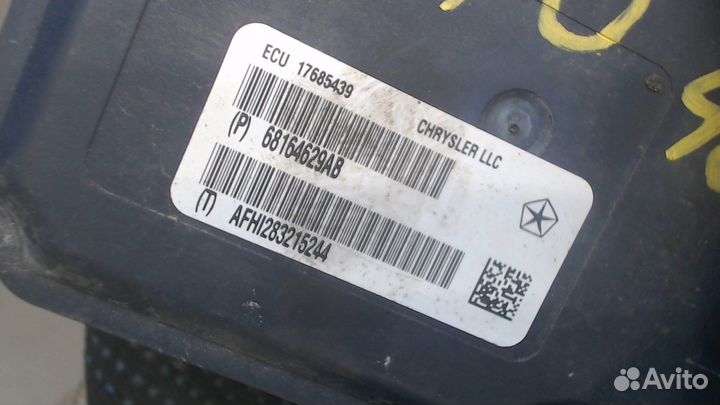 ECU 17685439
CHRYSLER LLC
(P) 68164629AB
(T) AFHI283215244
Avito